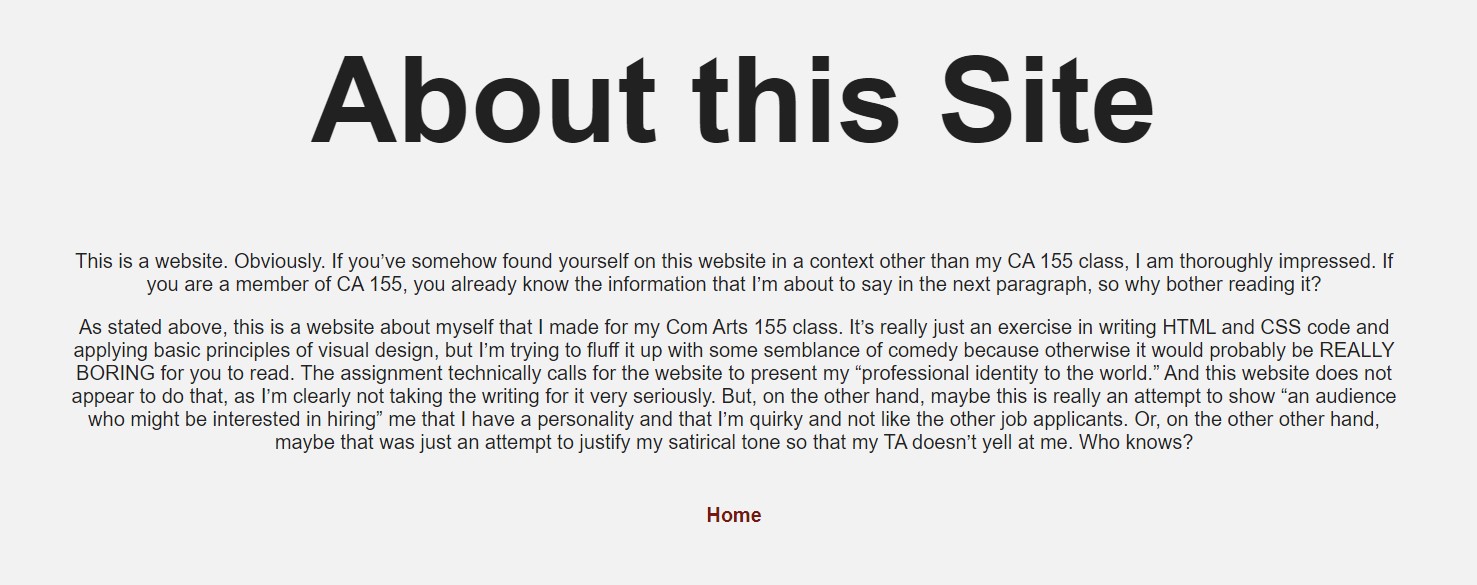 About this Site
This is a website. Obviously. If you’ve somehow found yourself on this website in a context other than my CA 155 class, I am thoroughly impressed. If
you are a member of CA 155, you already know the information that I’m about to say in the next paragraph, so why bother reading it?
As stated above, this is a website about myself that I made for my Com Arts 155 class. It’s really just an exercise in writing HTML and CSS code and
applying basic principles of visual design, but I’m trying to fluff it up with some semblance of comedy because otherwise it would probably be REALLY
BORING for you to read. The assignment technically calls for the website to present my “professional identity to the world.” And this website does not
appear to do that, as I’m clearly not taking the writing for it very seriously. But, on the other hand, maybe this is really an attempt to show “an audience
who might be interested in hiring” me that I have a personality and that I’m quirky and not like the other job applicants. Or, on the other other hand,
maybe that was just an attempt to justify my satirical tone so that my TA doesn’t yell at me. Who knows?
Home